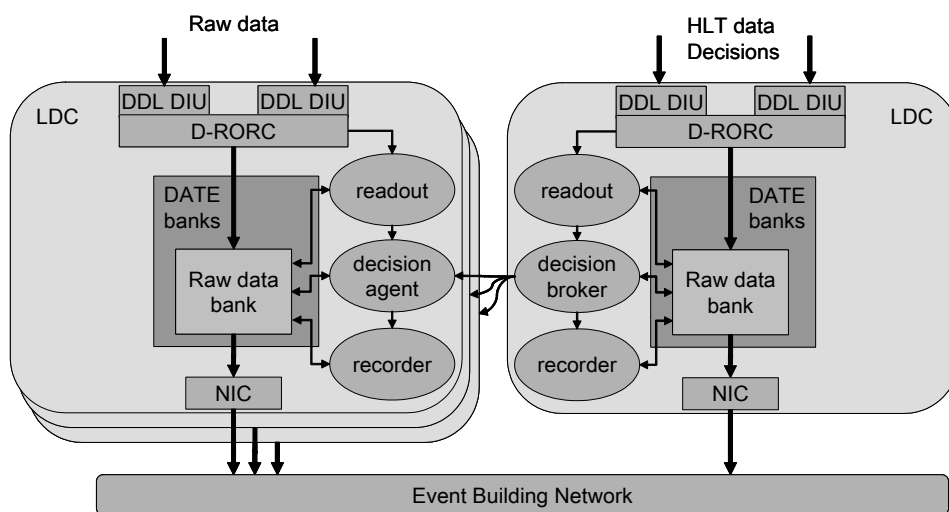 Raw data
HLT data
Decisions
LDC
DDL DIU
DDL DIU
D-RORC
readout
DATE
banks
Raw data
bank
decision
agent
recorder
NIC
DDL DIU
DDL DIU
LDC
D-RORC
readout
DATE
banks
decision
broker
Raw data
bank
recorder
NIC
Event Building Network